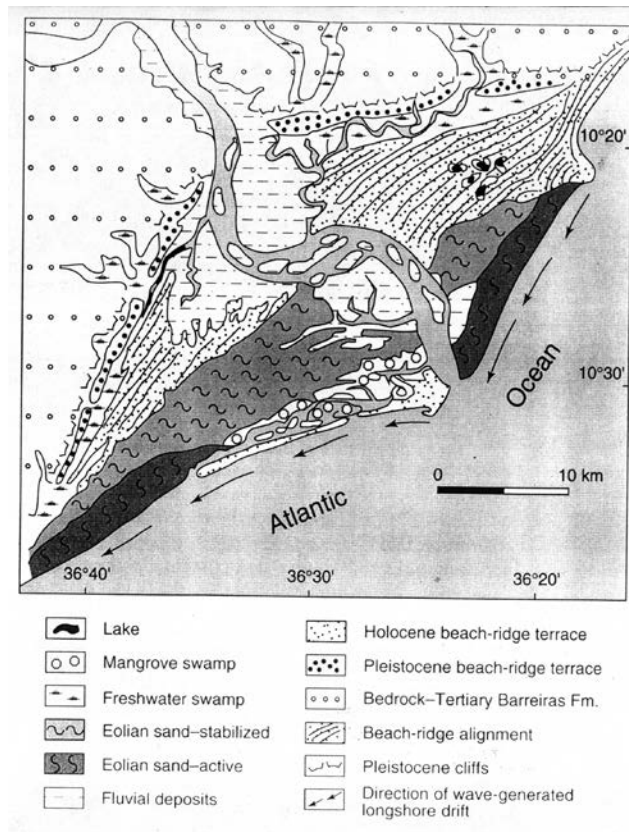 10°20'
10°30'
Ocean
0 10 km
Atlantic
36°40' 36°30' 36°20'
Lake
Mangrove swamp
Freshwater swamp
Eolian sand–stabilized
Eolian sand–active
Fluvial deposits
Holocene beach-ridge terrace
Pleistocene beach-ridge terrace
Bedrock–Tertiary Barreiras Fm.
Beach-ridge alignment
Pleistocene cliffs
Direction of wave-generated
longshore drift